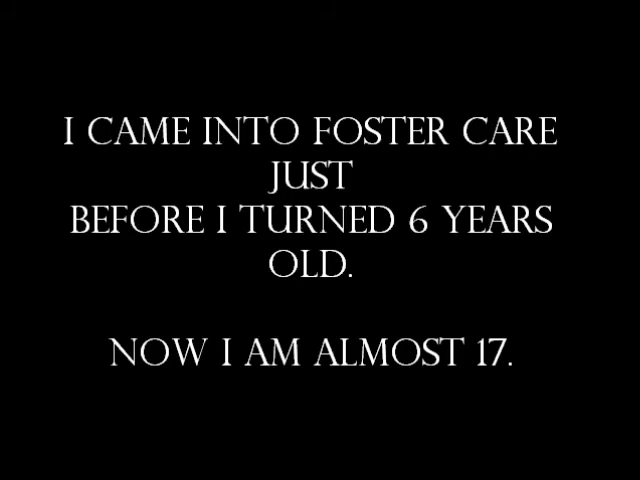 I CAME INTO FOSTER CARE
JUST
BEFORE I TURNED 6 YEARS
OLD.
NOW I AM ALMOST 17.